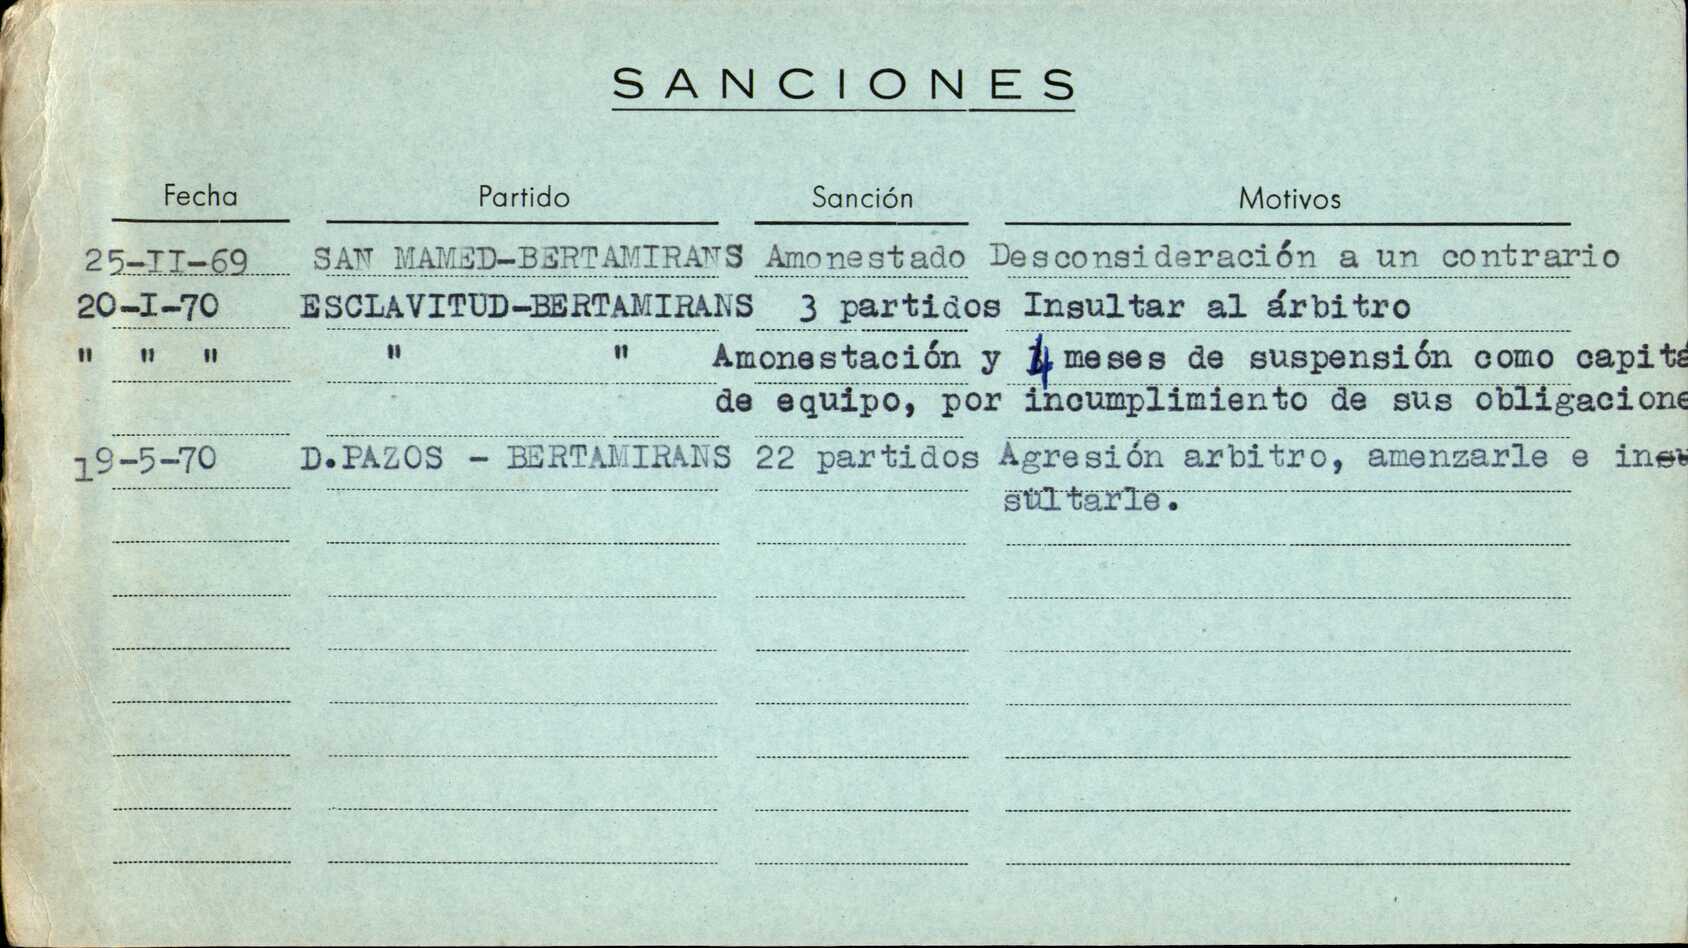 SANCIONES
Fecha Partido Sanción Motivos
25-II-69 SAN MAMED-BERTAMIRANS Amonestado Desconsideración a un contrario
20-I-70 ESCLAVITUD-BERTAMIRANS 3 partidos Insultar al árbitro
" " " " " Amonestación y 4 meses de suspensión como capitá
de equipo, por incumplimiento de sus obligacione
19-5-70 D.PAZOS - BERTAMIRANS 22 partidos Agresión arbitro, amenzarle e in
sultarle.